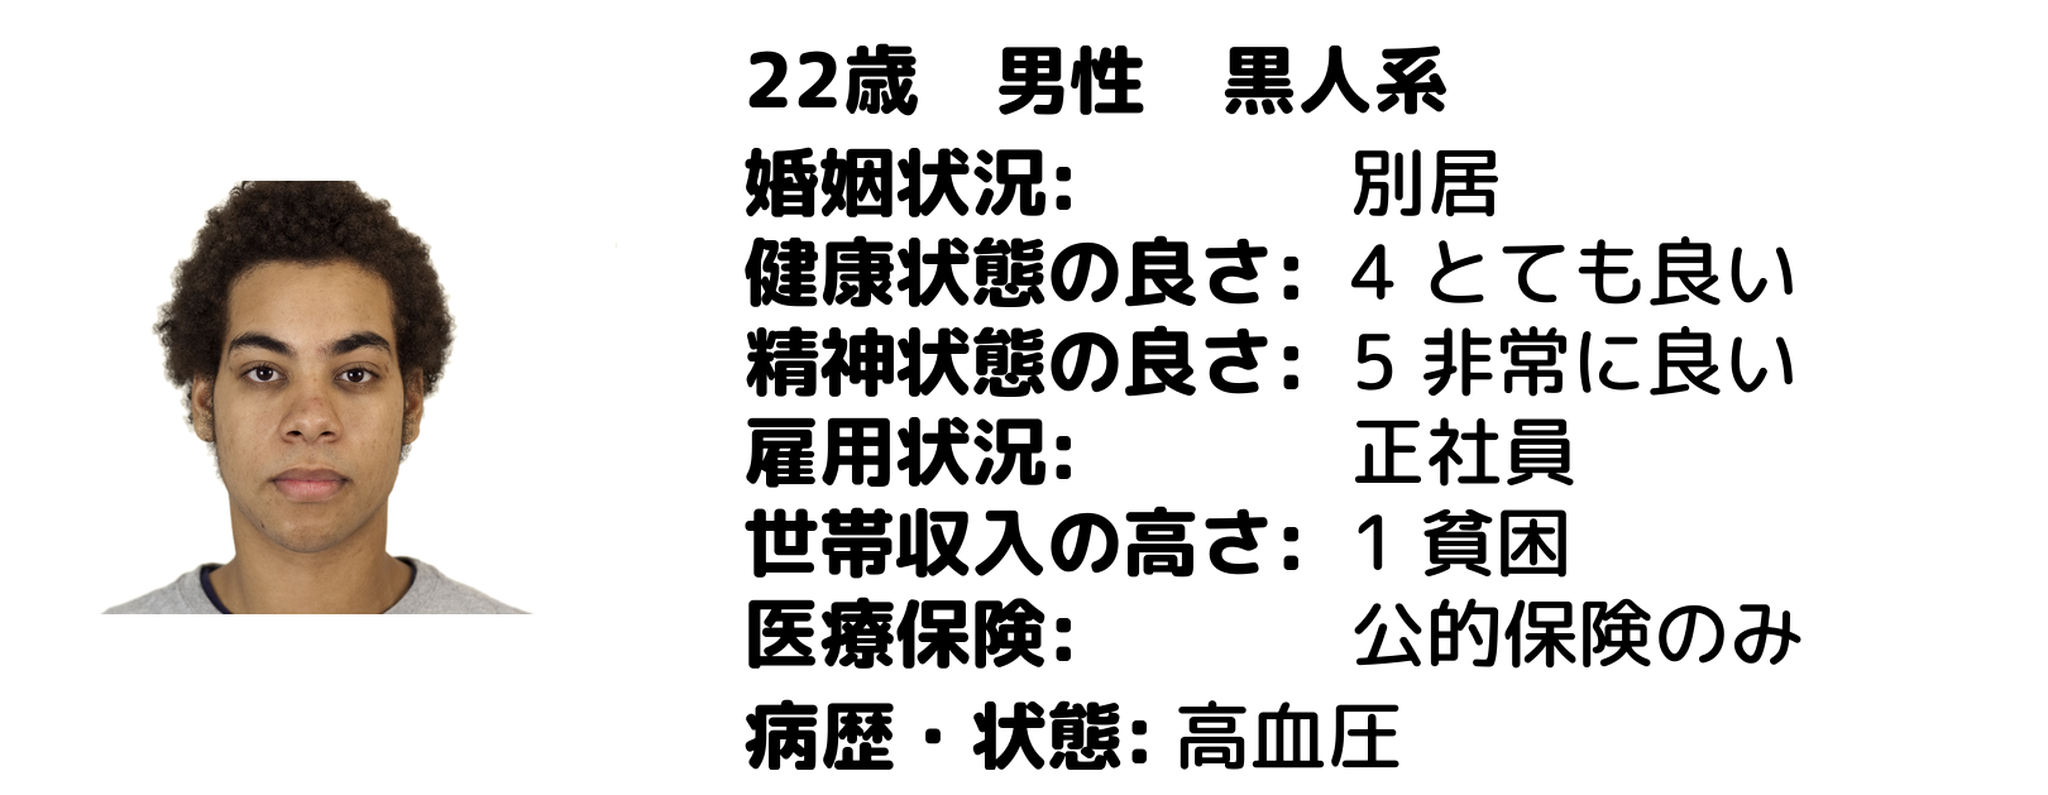 22歳　男性　黒人系
婚姻状況: 別居
健康状態の良さ: 4 とても良い
精神状態の良さ: 5 非常に良い
雇用状況: 正社員
世帯収入の高さ: 1 貧困
医療保険: 公的保険のみ
病歴・状態: 高血圧